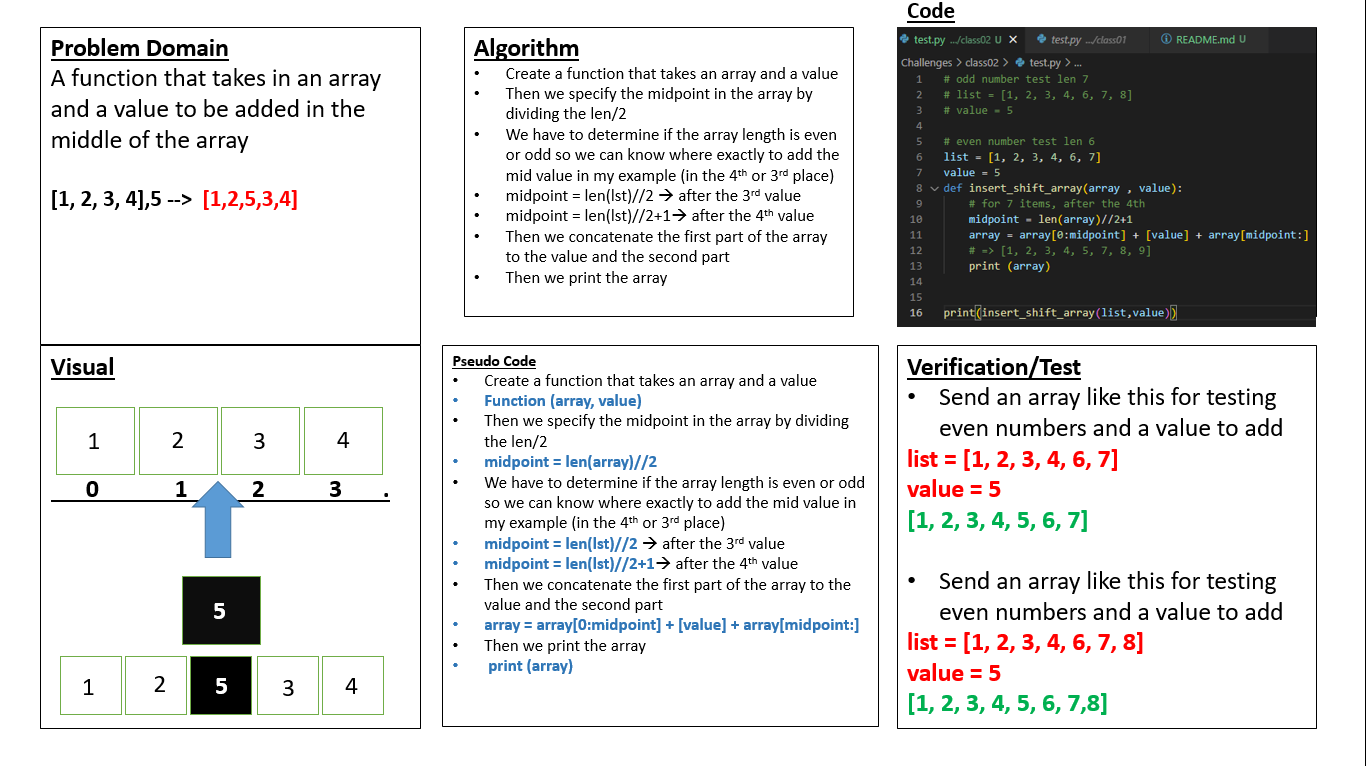 Problem Domain
A function that takes in an array
and a value to be added in the
middle of the array
[1, 2, 3, 4],5 --> [1,2,5,3,4]
Algorithm
• Create a function that takes an array and a value
• Then we specify the midpoint in the array by
dividing the len/2
• We have to determine if the array length is even
or odd so we can know where exactly to add the
mid value in my example (in the 4th or 3rd place)
• midpoint = len(lst)//2 → after the 3rd value
• midpoint = len(lst)//2+1→ after the 4th value
• Then we concatenate the first part of the array
to the value and the second part
• Then we print the array
Code
test.py .../class02 U × test.py .../class01 README.md U
Challenges > class02 > test.py > ...
1 # odd number test len 7
2 # list = [1, 2, 3, 4, 6, 7, 8]
3 # value = 5
4
5 # even number test len 6
6 list = [1, 2, 3, 4, 6, 7]
7 value = 5
8 def insert_shift_array(array , value):
9 # for 7 items, after the 4th
10 midpoint = len(array)//2+1
11 array = array[0:midpoint] + [value] + array[midpoint:]
12 # => [1, 2, 3, 4, 5, 7, 8, 9]
13 print (array)
14
15
16 print(insert_shift_array(list,value))
Visual
1 2 3 4
0 1 2 3 .
5
1 2 5 3 4
Pseudo Code
• Create a function that takes an array and a value
• Function (array, value)
• Then we specify the midpoint in the array by dividing
the len/2
• midpoint = len(array)//2
• We have to determine if the array length is even or odd
so we can know where exactly to add the mid value in
my example (in the 4th or 3rd place)
• midpoint = len(lst)//2 → after the 3rd value
• midpoint = len(lst)//2+1→ after the 4th value
• Then we concatenate the first part of the array to the
value and the second part
• array = array[0:midpoint] + [value] + array[midpoint:]
• Then we print the array
• print (array)
Verification/Test
• Send an array like this for testing
even numbers and a value to add
list = [1, 2, 3, 4, 6, 7]
value = 5
[1, 2, 3, 4, 5, 6, 7]
• Send an array like this for testing
even numbers and a value to add
list = [1, 2, 3, 4, 6, 7, 8]
value = 5
[1, 2, 3, 4, 5, 6, 7,8]